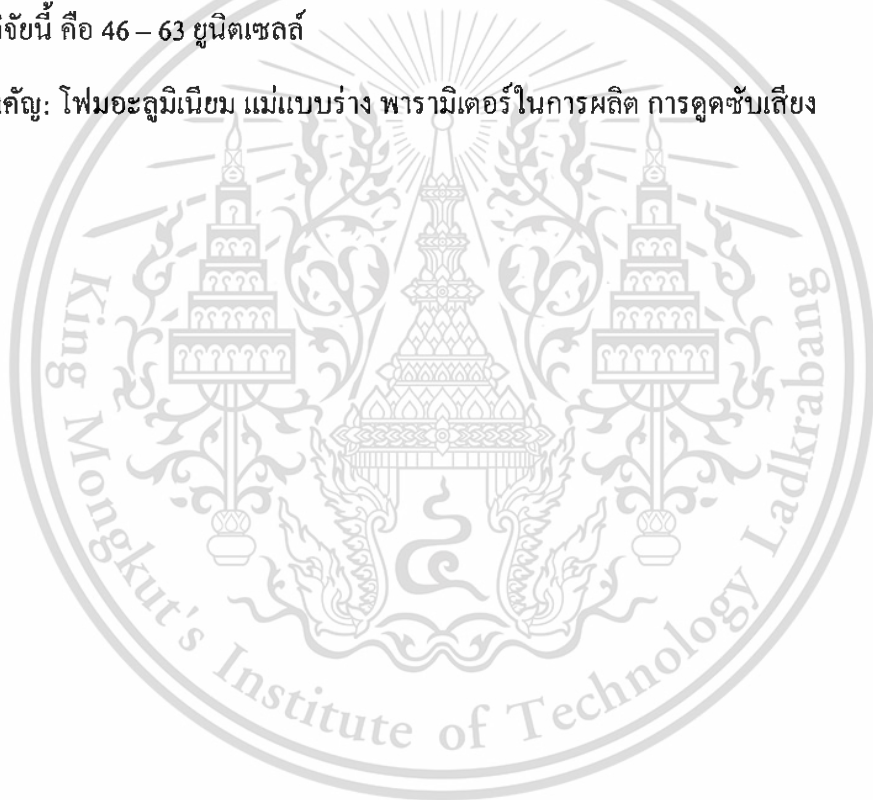 จัยนี้ คือ 46 – 63 ยูนิตเซลล์
คัญ: โฟมอะลูมิเนียม แม่แบบร่าง พารามิเตอร์ในการผลิต การดูดซับเสียง
King Mongkut's Institute of Technology Ladkrabang